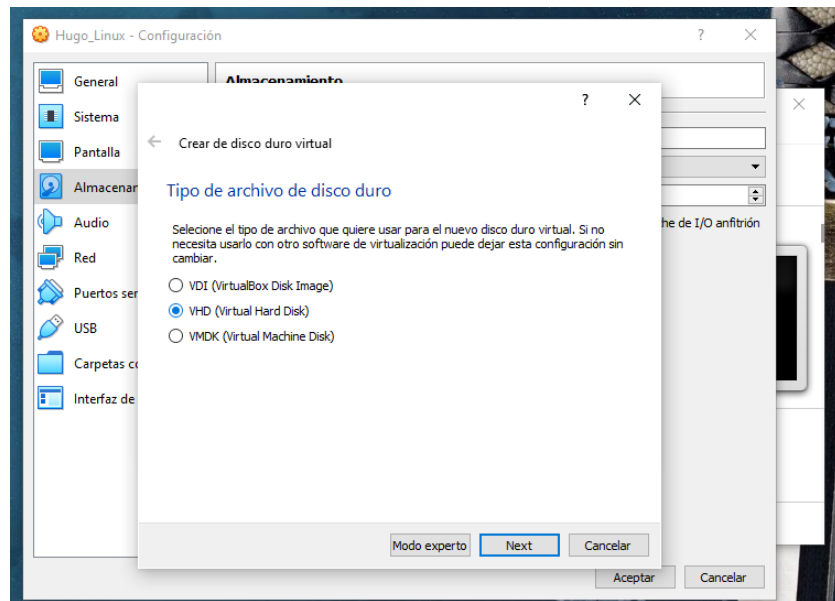 Hugo_Linux - Configuración
?
General
Almacenamiento
Sistema
Pantalla
Almacenar
Audio
Red
Puertos ser
USB
Carpetas co
Interfaz de
he de I/O anfitrión
?
Crear de disco duro virtual
Tipo de archivo de disco duro
Selecione el tipo de archivo que quiere usar para el nuevo disco duro virtual. Si no
necesita usarlo con otro software de virtualización puede dejar esta configuración sin
cambiar.
VDI (VirtualBox Disk Image)
VHD (Virtual Hard Disk)
VMDK (Virtual Machine Disk)
Modo experto Next Cancelar
Aceptar Cancelar